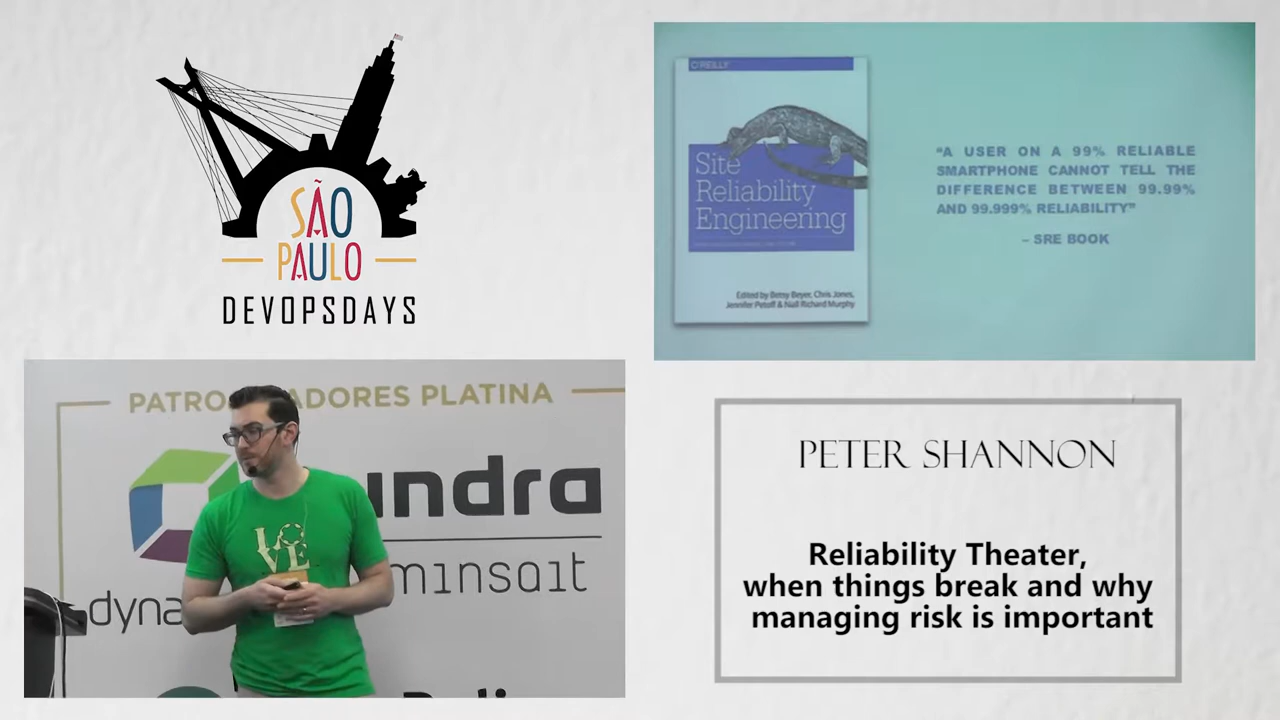 SÃO
PAULO
DEVOPSDAYS
O'REILLY
Site
Reliability
Engineering
Edited by Betsy Beyer, Chris Jones,
Jennifer Petoff & Niall Richard Murphy
“A USER ON A 99% RELIABLE
SMARTPHONE CANNOT TELL THE
DIFFERENCE BETWEEN 99.99%
AND 99.999% RELIABILITY”
– SRE BOOK
PATRO ADORES PLATINA
ndra
minsait
dyna
LOVE
PETER SHANNON
Reliability Theater,
when things break and why
managing risk is important